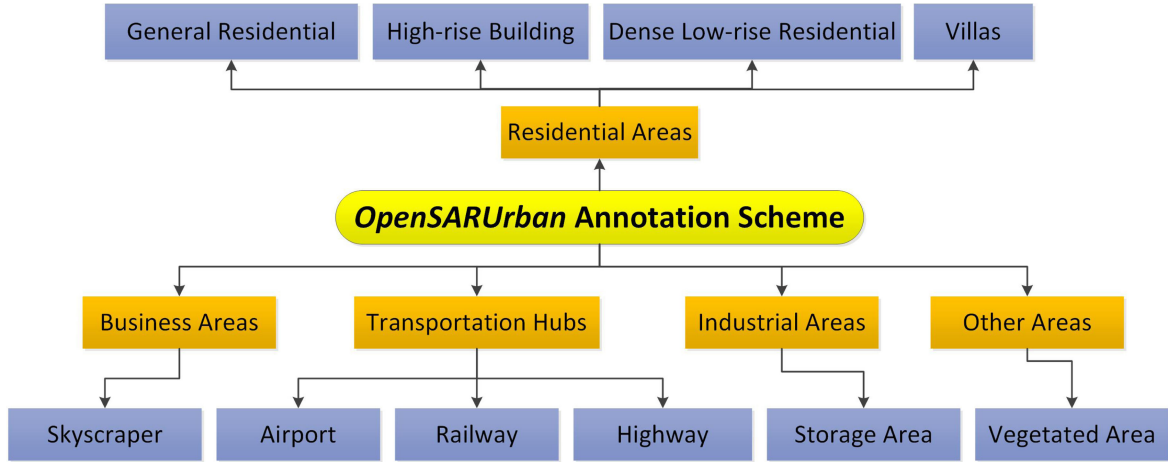 General Residential
High-rise Building
Dense Low-rise Residential
Villas
Residential Areas
OpenSARUrban Annotation Scheme
Business Areas
Transportation Hubs
Industrial Areas
Other Areas
Skyscraper
Airport
Railway
Highway
Storage Area
Vegetated Area